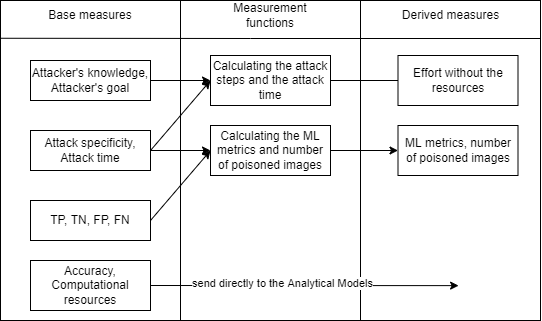 Base measures
Measurement
functions
Derived measures
Attacker's knowledge,
Attacker's goal
Calculating the attack
steps and the attack
time
Effort without the
resources
Attack specificity,
Attack time
Calculating the ML
metrics and number
of poisoned images
ML metrics, number
of poisoned images
TP, TN, FP, FN
Accuracy,
Computational
resources
send directly to the Analytical Models